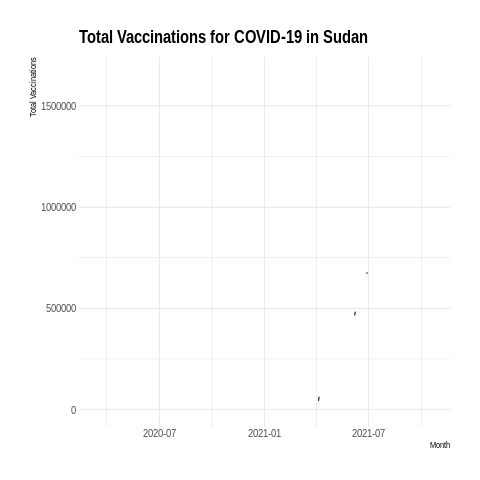 Total Vaccinations for COVID-19 in Sudan
Total Vaccinations
1500000
1000000
500000
0
2020-07 2021-01 2021-07
Month